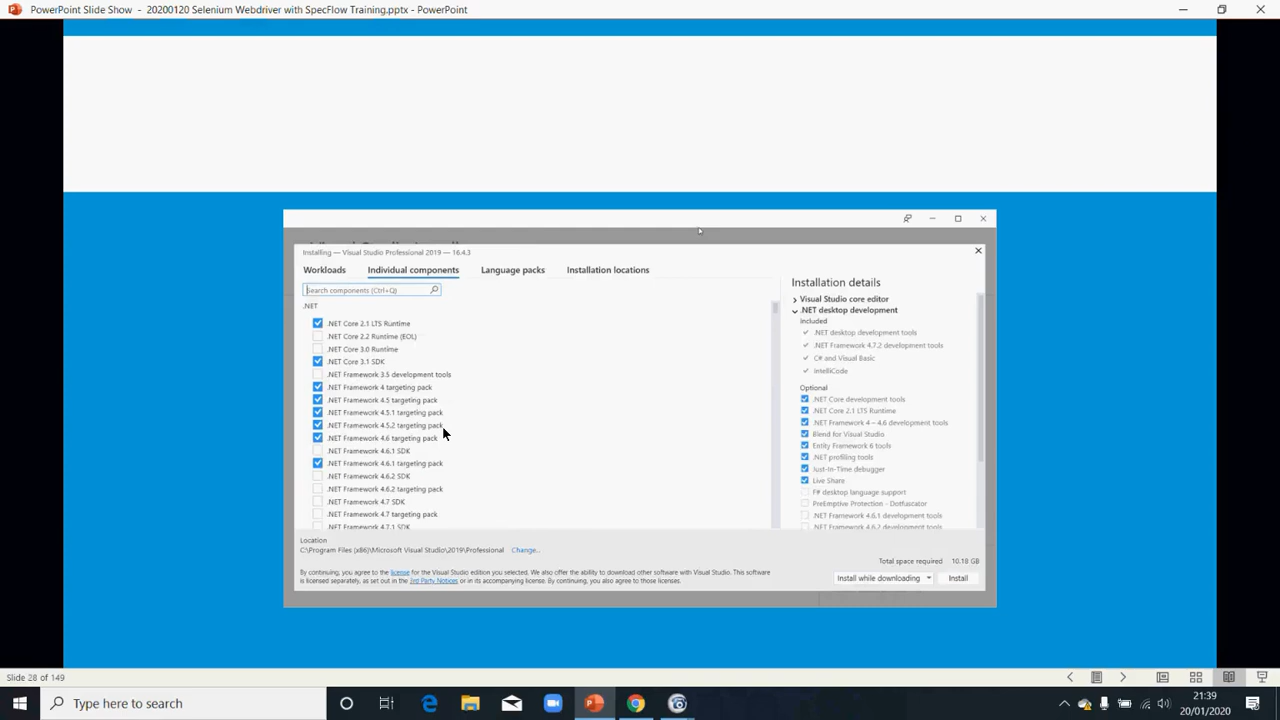 PowerPoint Slide Show - 20200120 Selenium Webdriver with SpecFlow Training.pptx - PowerPoint
Installing — Visual Studio Professional 2019 — 16.4.3
Workloads Individual components Language packs Installation locations
Search components (Ctrl+Q)
.NET
.NET Core 2.1 LTS Runtime
.NET Core 2.2 Runtime (EOL)
.NET Core 3.0 Runtime
.NET Core 3.1 SDK
.NET Framework 3.5 development tools
.NET Framework 4 targeting pack
.NET Framework 4.5 targeting pack
.NET Framework 4.5.1 targeting pack
.NET Framework 4.5.2 targeting pack
.NET Framework 4.6 targeting pack
.NET Framework 4.6.1 SDK
.NET Framework 4.6.1 targeting pack
.NET Framework 4.6.2 SDK
.NET Framework 4.6.2 targeting pack
.NET Framework 4.7 SDK
.NET Framework 4.7 targeting pack
.NET Framework 4.7.1 SDK
Installation details
Visual Studio core editor
.NET desktop development
Included
.NET desktop development tools
.NET Framework 4.7.2 development tools
C# and Visual Basic
IntelliCode
Optional
.NET Core development tools
.NET Core 2.1 LTS Runtime
.NET Framework 4 – 4.6 development tools
Blend for Visual Studio
Entity Framework 6 tools
.NET profiling tools
Just-In-Time debugger
Live Share
F# desktop language support
PreEmptive Protection - Dotfuscator
.NET Framework 4.6.1 development tools
.NET Framework 4.6.2 development tools
Location
C:\Program Files (x86)\Microsoft Visual Studio\2019\Professional Change...
By continuing, you agree to the license for the Visual Studio edition you selected. We also offer the ability to download other software with Visual Studio. This software
is licensed separately, as set out in the 3rd Party Notices or in its accompanying license. By continuing, you also agree to those licenses.
Total space required 10.18 GB
Install while downloading Install
Slide 28 of 149
Type here to search
21:39
20/01/2020